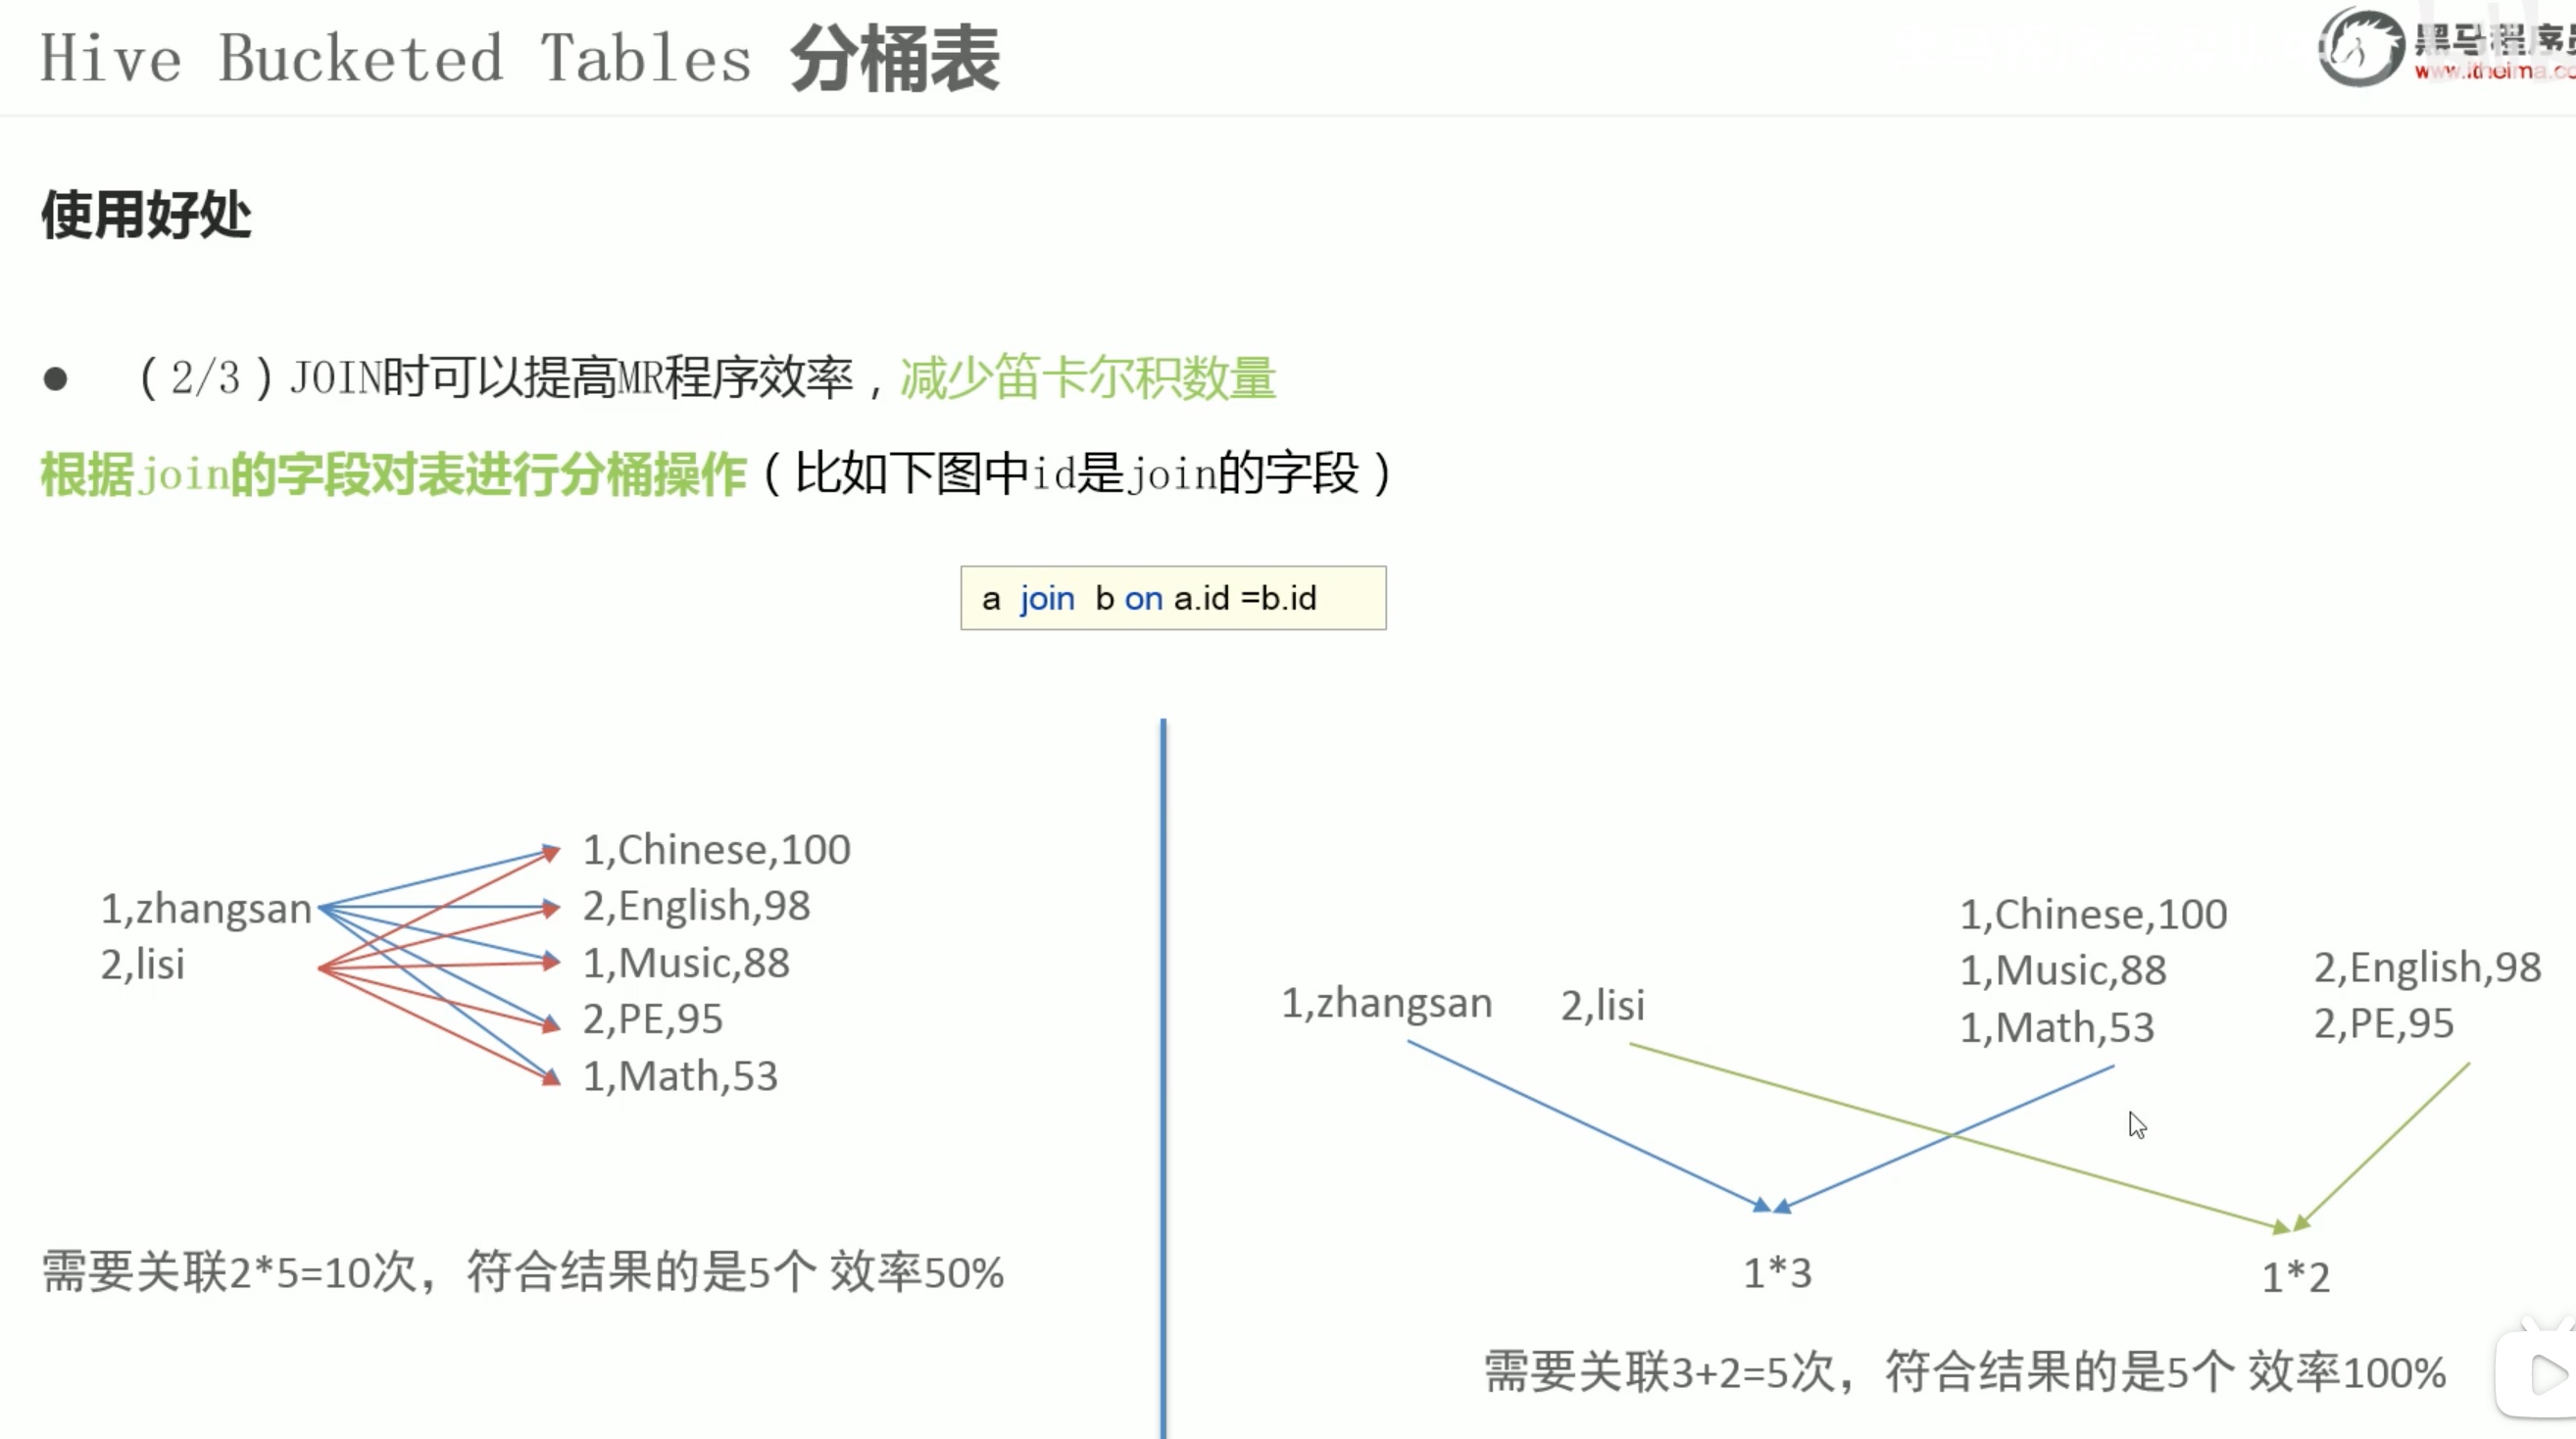 Hive Bucketed Tables 分桶表
www.itheima.co
使用好处
● （2/3）JOIN时可以提高MR程序效率，减少笛卡尔积数量
根据join的字段对表进行分桶操作（比如下图中id是join的字段）
a join b on a.id =b.id
1,zhangsan
2,lisi
1,Chinese,100
2,English,98
1,Music,88
2,PE,95
1,Math,53
需要关联2*5=10次，符合结果的是5个 效率50%
1,zhangsan
2,lisi
1,Chinese,100
1,Music,88
1,Math,53
2,English,98
2,PE,95
1*3
1*2
需要关联3+2=5次，符合结果的是5个 效率100%